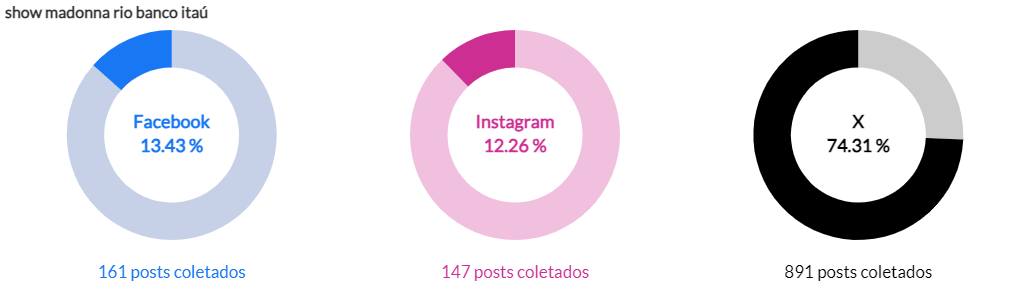 show madonna rio banco itaú
Facebook
13.43 %
161 posts coletados
Instagram
12.26 %
147 posts coletados
X
74.31 %
891 posts coletados